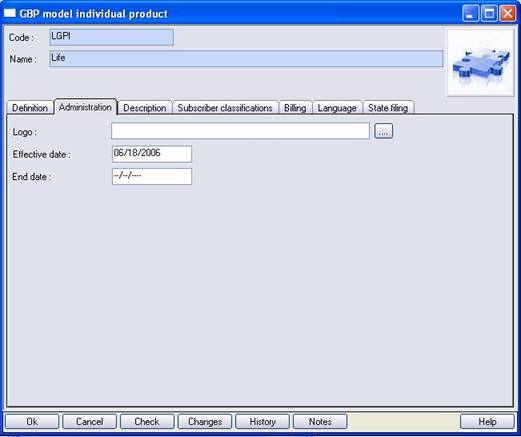 GBP model individual product
Code : LGPI
Name : Life
Definition Administration Description Subscriber classifications Billing Language State filing
Logo : ....
Effective date : 06/18/2006
End date : --/--/----
Ok Cancel Check Changes History Notes Help